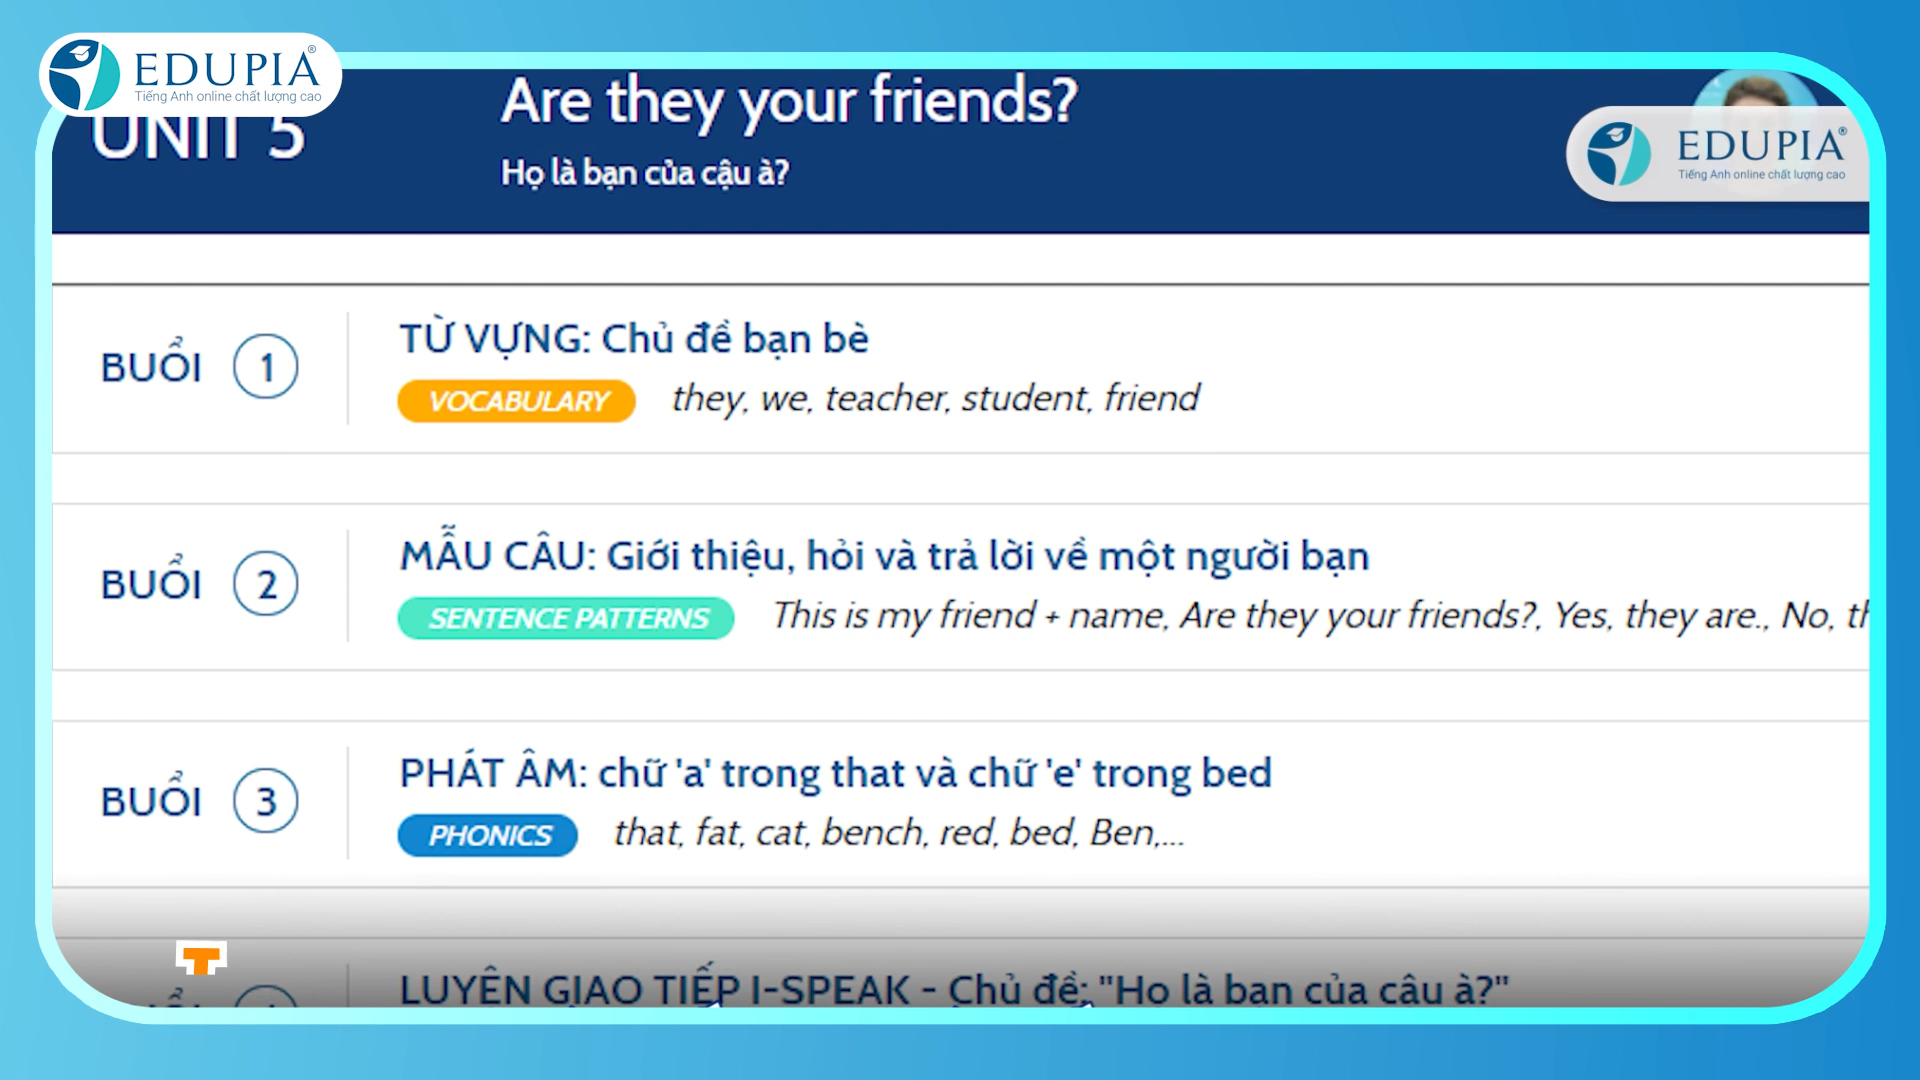 EDUPIA®
Tiếng Anh online chất lượng cao
UNIT 5
Are they your friends?
Họ là bạn của cậu à?
EDUPIA®
Tiếng Anh online chất lượng cao
BUỔI 1
TỪ VỰNG: Chủ đề bạn bè
VOCABULARY they, we, teacher, student, friend
BUỔI 2
MẪU CÂU: Giới thiệu, hỏi và trả lời về một người bạn
SENTENCE PATTERNS This is my friend + name, Are they your friends?, Yes, they are., No,
BUỔI 3
PHÁT ÂM: chữ 'a' trong that và chữ 'e' trong bed
PHONICS that, fat, cat, bench, red, bed, Ben,...
T
LUYỆN GIAO TIẾP I-SPEAK - Chủ đề: "Họ là bạn của cậu à?"